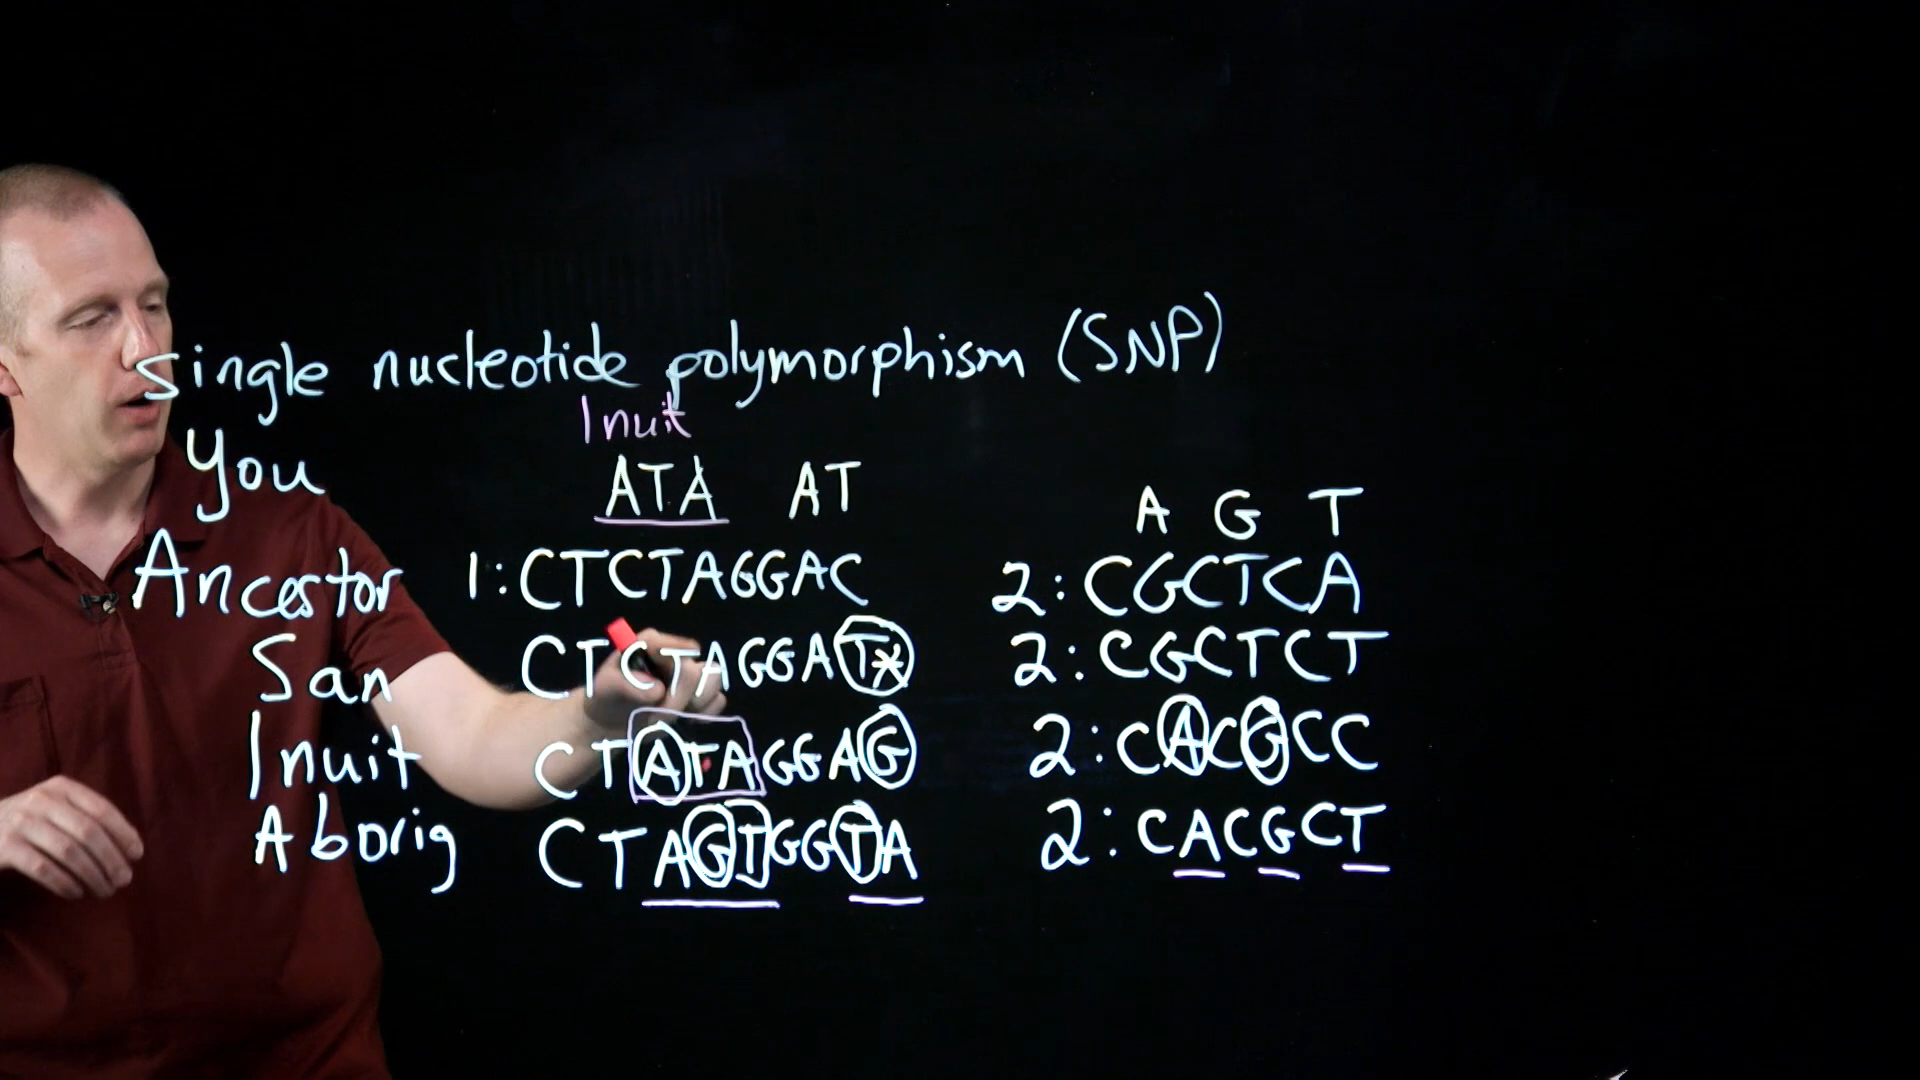 single nucleotide polymorphism (SNP)
Inuit
You ATA AT A G T
Ancestor 1: CTCTAGGAC 2: CGCTCA
San CTCTAGGAT* 2: CGCTCT
Inuit CTATAGGAG 2: CACGCC
Aborig CTAGTGGTA 2: CACGCT